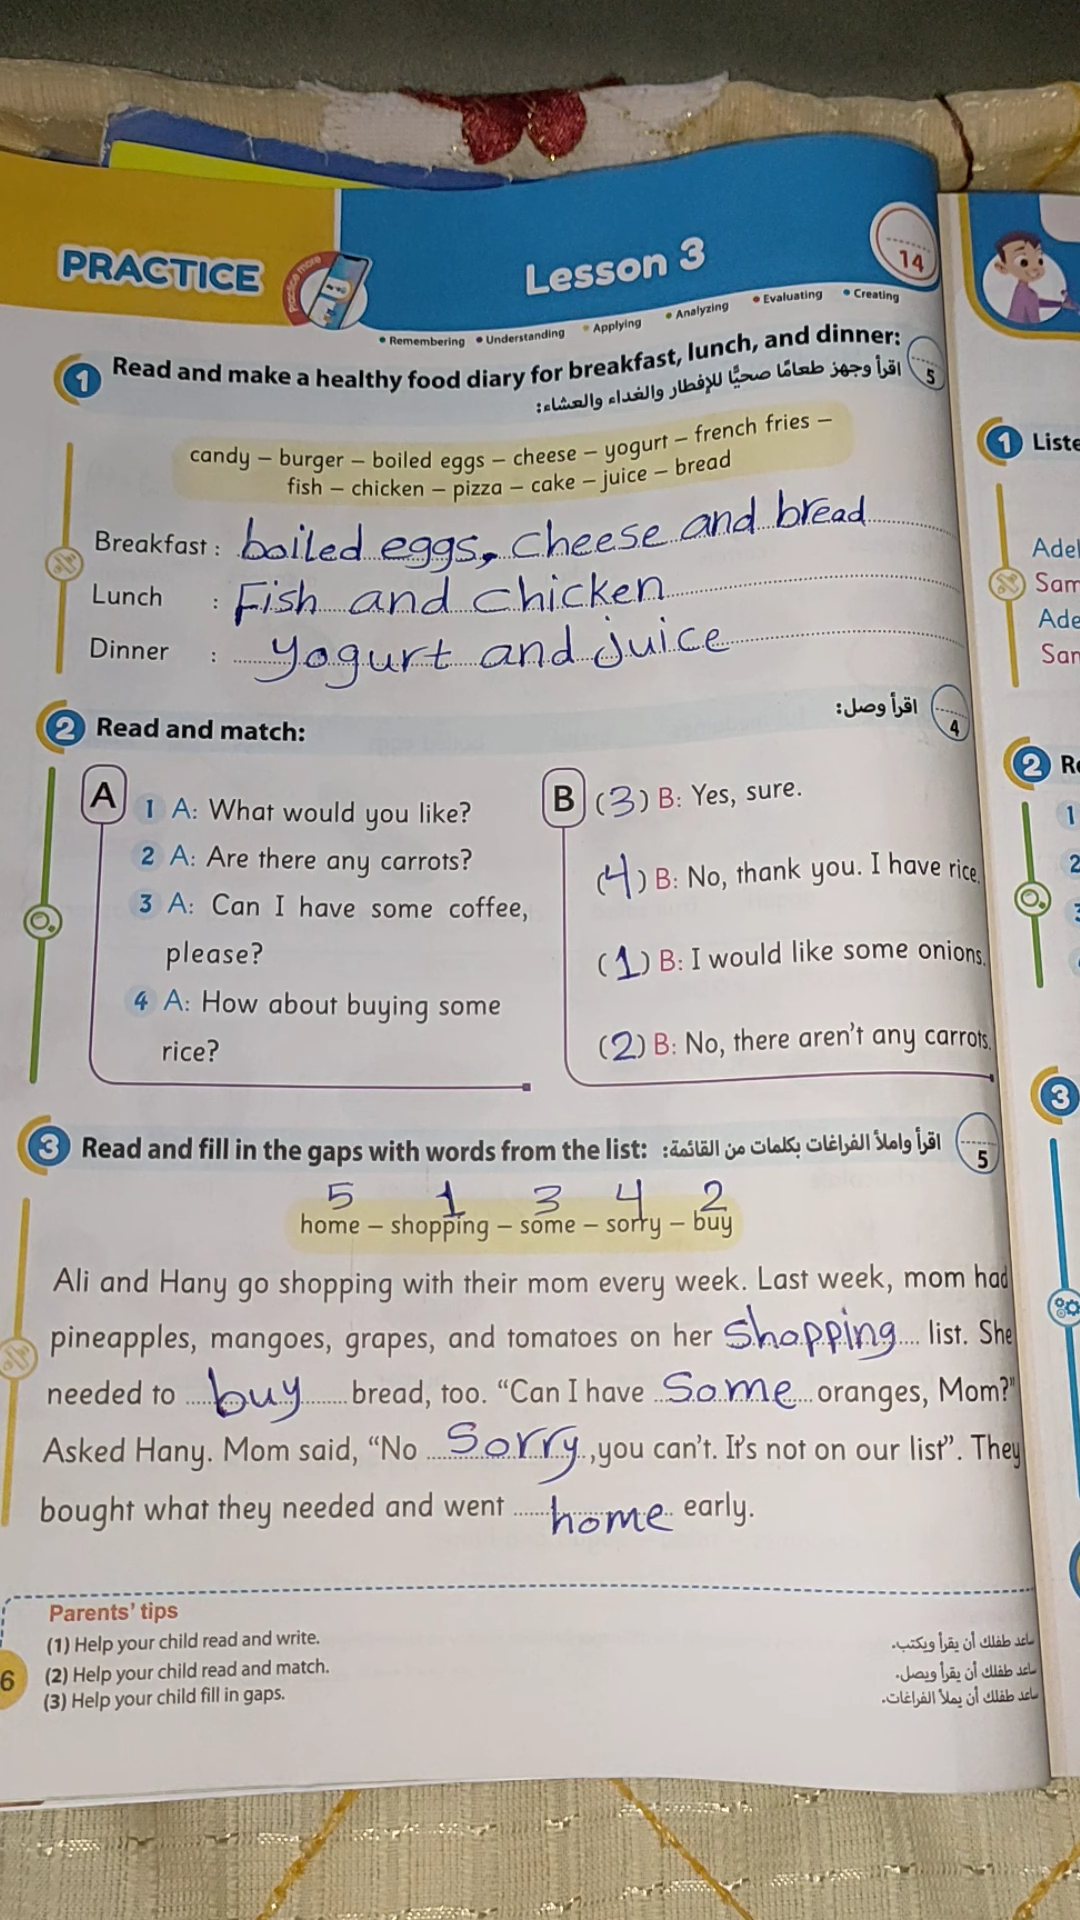 PRACTICE
Practice more
Lesson 3
14
• Remembering • Understanding • Applying • Analyzing • Evaluating • Creating
1 Read and make a healthy food diary for breakfast, lunch, and dinner:
5
اقرأ وجهز طعامًا صحيًّا للإفطار والغداء والعشاء:
candy – burger – boiled eggs – cheese – yogurt – french fries –
fish – chicken – pizza – cake – juice – bread
Breakfast : boiled eggs, cheese and bread
Lunch : Fish and chicken
Dinner : yogurt and juice
2 Read and match:
اقرأ وصل:
4
A
1 A: What would you like?
2 A: Are there any carrots?
3 A: Can I have some coffee,
please?
4 A: How about buying some
rice?
B
(3) B: Yes, sure.
(4) B: No, thank you. I have rice.
(1) B: I would like some onions.
(2) B: No, there aren't any carrots.
3 Read and fill in the gaps with words from the list:
اقرأ واملأ الفراغات بكلمات من القائمة:
5
5 1 3 4 2
home – shopping – some – sorry – buy
Ali and Hany go shopping with their mom every week. Last week, mom had
pineapples, mangoes, grapes, and tomatoes on her shopping list. She
needed to buy bread, too. "Can I have Some oranges, Mom?"
Asked Hany. Mom said, "No Sorry, you can't. It's not on our list". They
bought what they needed and went home early.
Parents' tips
(1) Help your child read and write.
(2) Help your child read and match.
(3) Help your child fill in gaps.
ساعد طفلك أن يقرأ ويكتب.
ساعد طفلك أن يقرأ ويصل.
ساعد طفلك أن يملأ الفراغات.
6
1
Adel
Sam
Ade
Sam
2
1
2
3
3